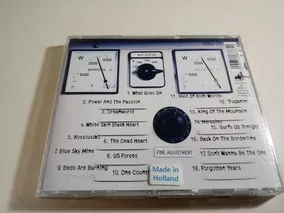 W
W
1. What Goes On
2. Power And The Passion
3. Dreamworld
4. White Skin Black Heart
5. Kosciusko
6. The Dead Heart
7. Blue Sky Mine
8. US Forces
9. Beds Are Burning
10. One Country
11. Best Of Both Worlds
12. Truganini
13. King Of The Mountain
14. Hercules
15. Surf's Up Tonight
16. Back On The Borderline
17. Don't Wanna Be The One
18. Forgotten Years
FINE ADJUSTMENT
Made in
Holland